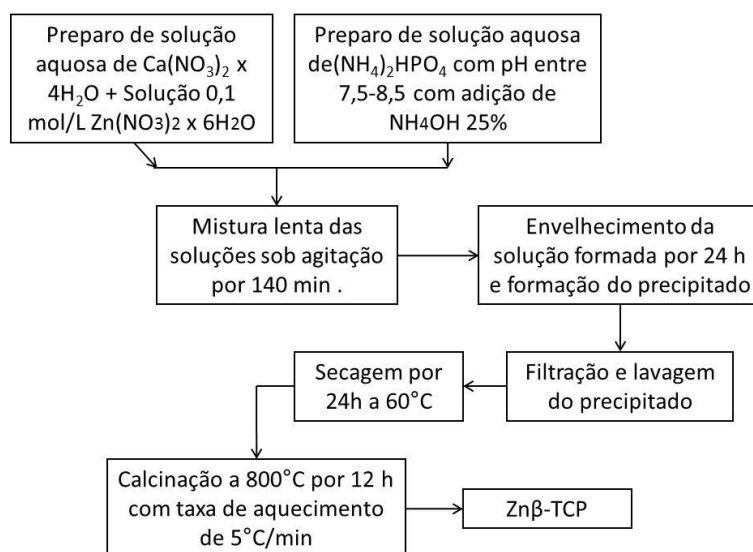 Preparo de solução
aquosa de Ca(NO₃)₂ x
4H₂O + Solução 0,1
mol/L Zn(NO3)2 x 6H2O
Preparo de solução aquosa
de(NH₄)₂HPO₄ com pH entre
7,5-8,5 com adição de
NH4OH 25%
Mistura lenta das
soluções sob agitação
por 140 min .
Envelhecimento da
solução formada por 24 h
e formação do precipitado
Filtração e lavagem
do precipitado
Secagem por
24h a 60°C
Calcinação a 800°C por 12 h
com taxa de aquecimento
de 5°C/min
Znβ-TCP